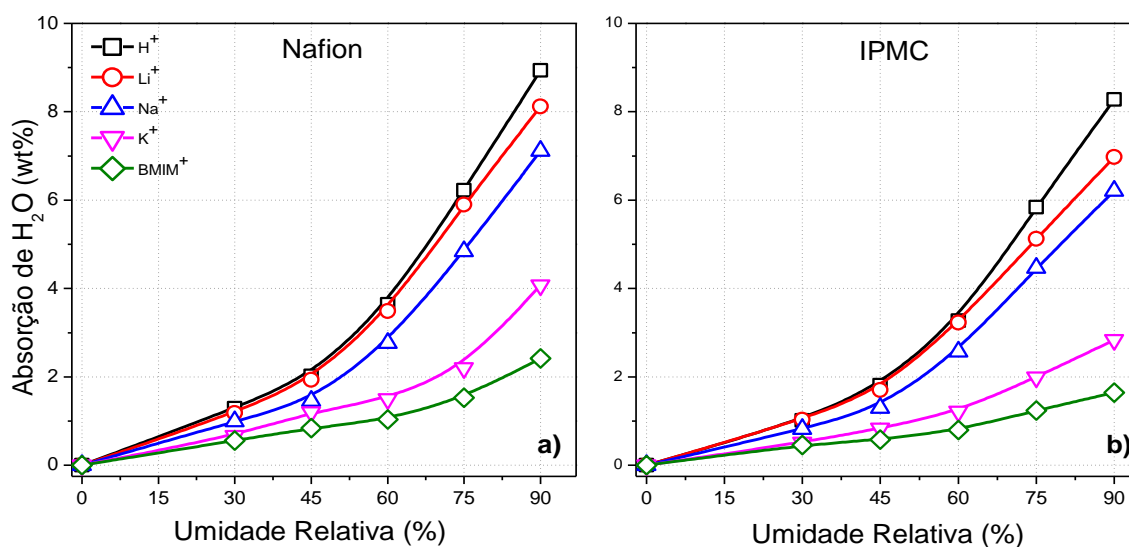 Nafion
H+
Li+
Na+
K+
BMIM+
Absorção de H2O (wt%)
10
8
6
4
2
0
0 15 30 45 60 75 90
Umidade Relativa (%)
a)
IPMC
10
8
6
4
2
0
0 15 30 45 60 75 90
Umidade Relativa (%)
b)